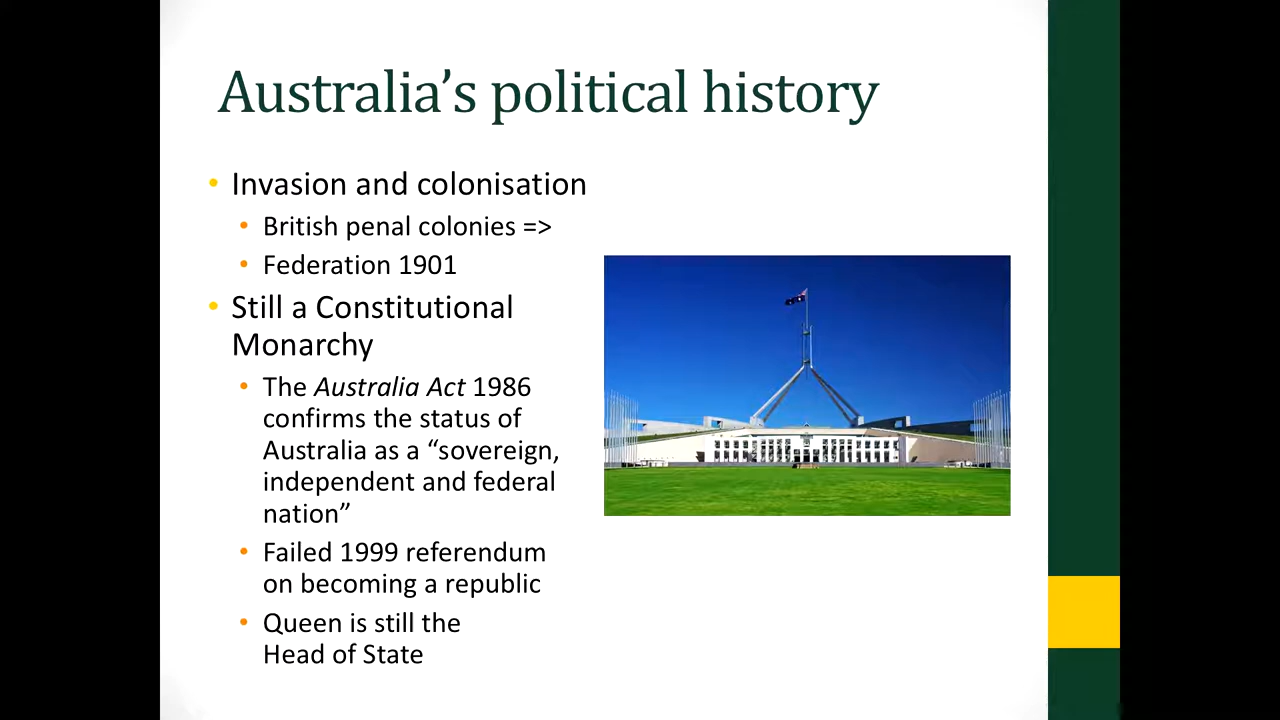 Australia’s political history
• Invasion and colonisation
• British penal colonies =>
• Federation 1901
• Still a Constitutional
Monarchy
• The Australia Act 1986
confirms the status of
Australia as a “sovereign,
independent and federal
nation”
• Failed 1999 referendum
on becoming a republic
• Queen is still the
Head of State